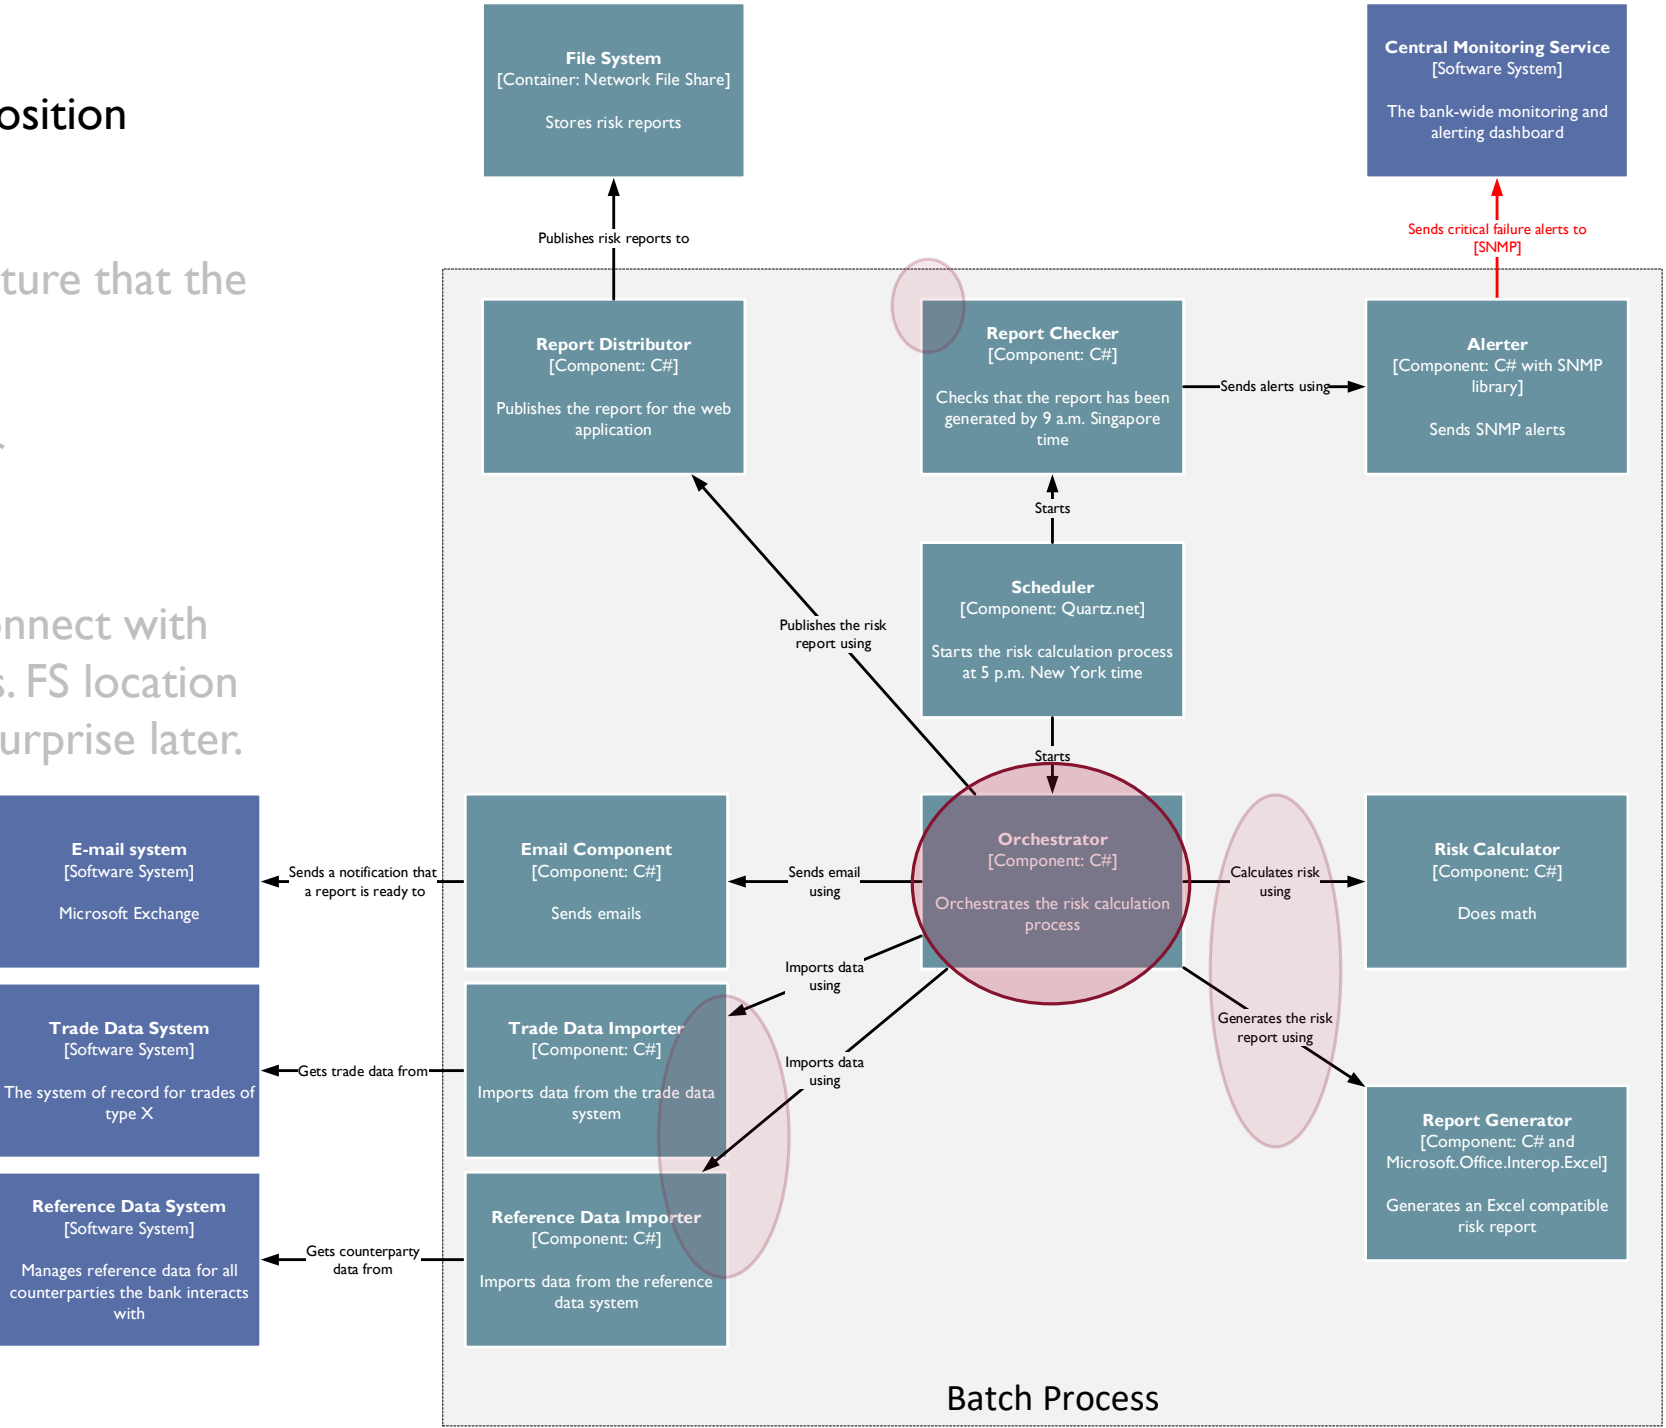 osition
ture that the
onnect with
s. FS location
urprise later.
File System
[Container: Network File Share]
Stores risk reports
Central Monitoring Service
[Software System]
The bank-wide monitoring and
alerting dashboard
Publishes risk reports to
Sends critical failure alerts to
[SNMP]
Report Distributor
[Component: C#]
Publishes the report for the web
application
Report Checker
[Component: C#]
Checks that the report has been
generated by 9 a.m. Singapore
time
Sends alerts using
Alerter
[Component: C# with SNMP
library]
Sends SNMP alerts
Starts
Scheduler
[Component: Quartz.net]
Starts the risk calculation process
at 5 p.m. New York time
Publishes the risk
report using
Starts
E-mail system
[Software System]
Microsoft Exchange
Sends a notification that
a report is ready to
Email Component
[Component: C#]
Sends emails
Sends email
using
Orchestrator
[Component: C#]
Orchestrates the risk calculation
process
Calculates risk
using
Risk Calculator
[Component: C#]
Does math
Imports data
using
Trade Data System
[Software System]
The system of record for trades of
type X
Gets trade data from
Trade Data Importer
[Component: C#]
Imports data from the trade data
system
Imports data
using
Generates the risk
report using
Report Generator
[Component: C# and
Microsoft.Office.Interop.Excel]
Generates an Excel compatible
risk report
Reference Data System
[Software System]
Manages reference data for all
counterparties the bank interacts
with
Gets counterparty
data from
Reference Data Importer
[Component: C#]
Imports data from the reference
data system
Batch Process